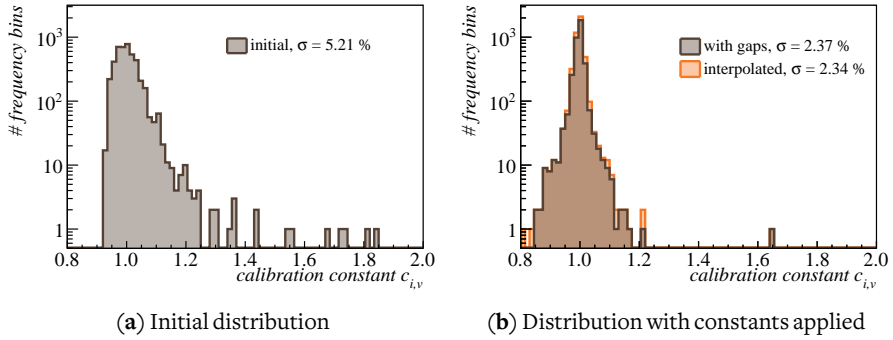 # frequency bins
10³
10²
10
1
initial, σ = 5.21 %
0.8 1.0 1.2 1.4 1.6 1.8 2.0
calibration constant cᵢ,ᵥ
(a) Initial distribution
# frequency bins
10³
10²
10
1
with gaps, σ = 2.37 %
interpolated, σ = 2.34 %
0.8 1.0 1.2 1.4 1.6 1.8 2.0
calibration constant cᵢ,ᵥ
(b) Distribution with constants applied